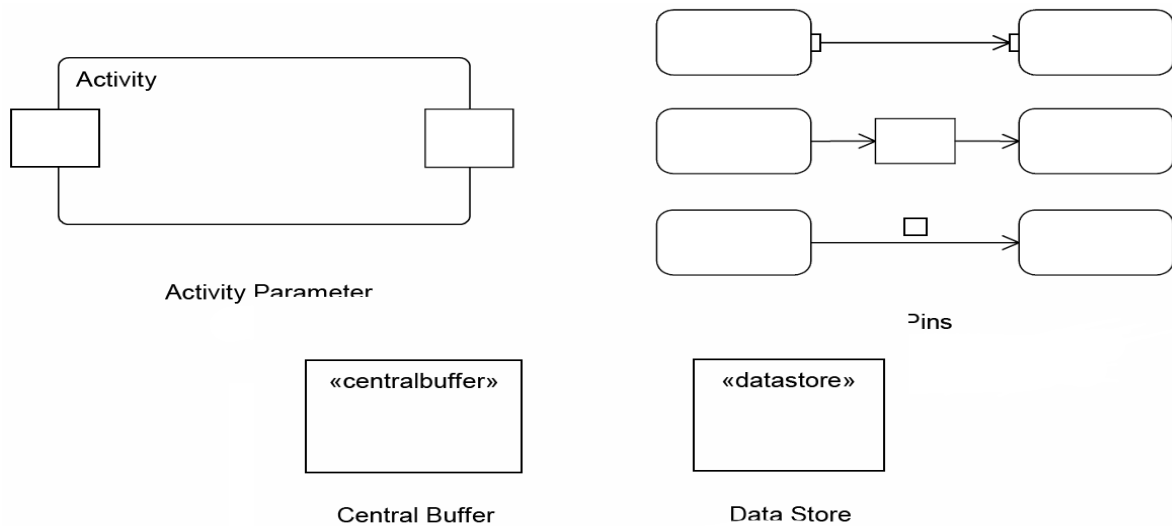 Activity
Activity Parameter
Pins
«centralbuffer»
«datastore»
Central Buffer
Data Store